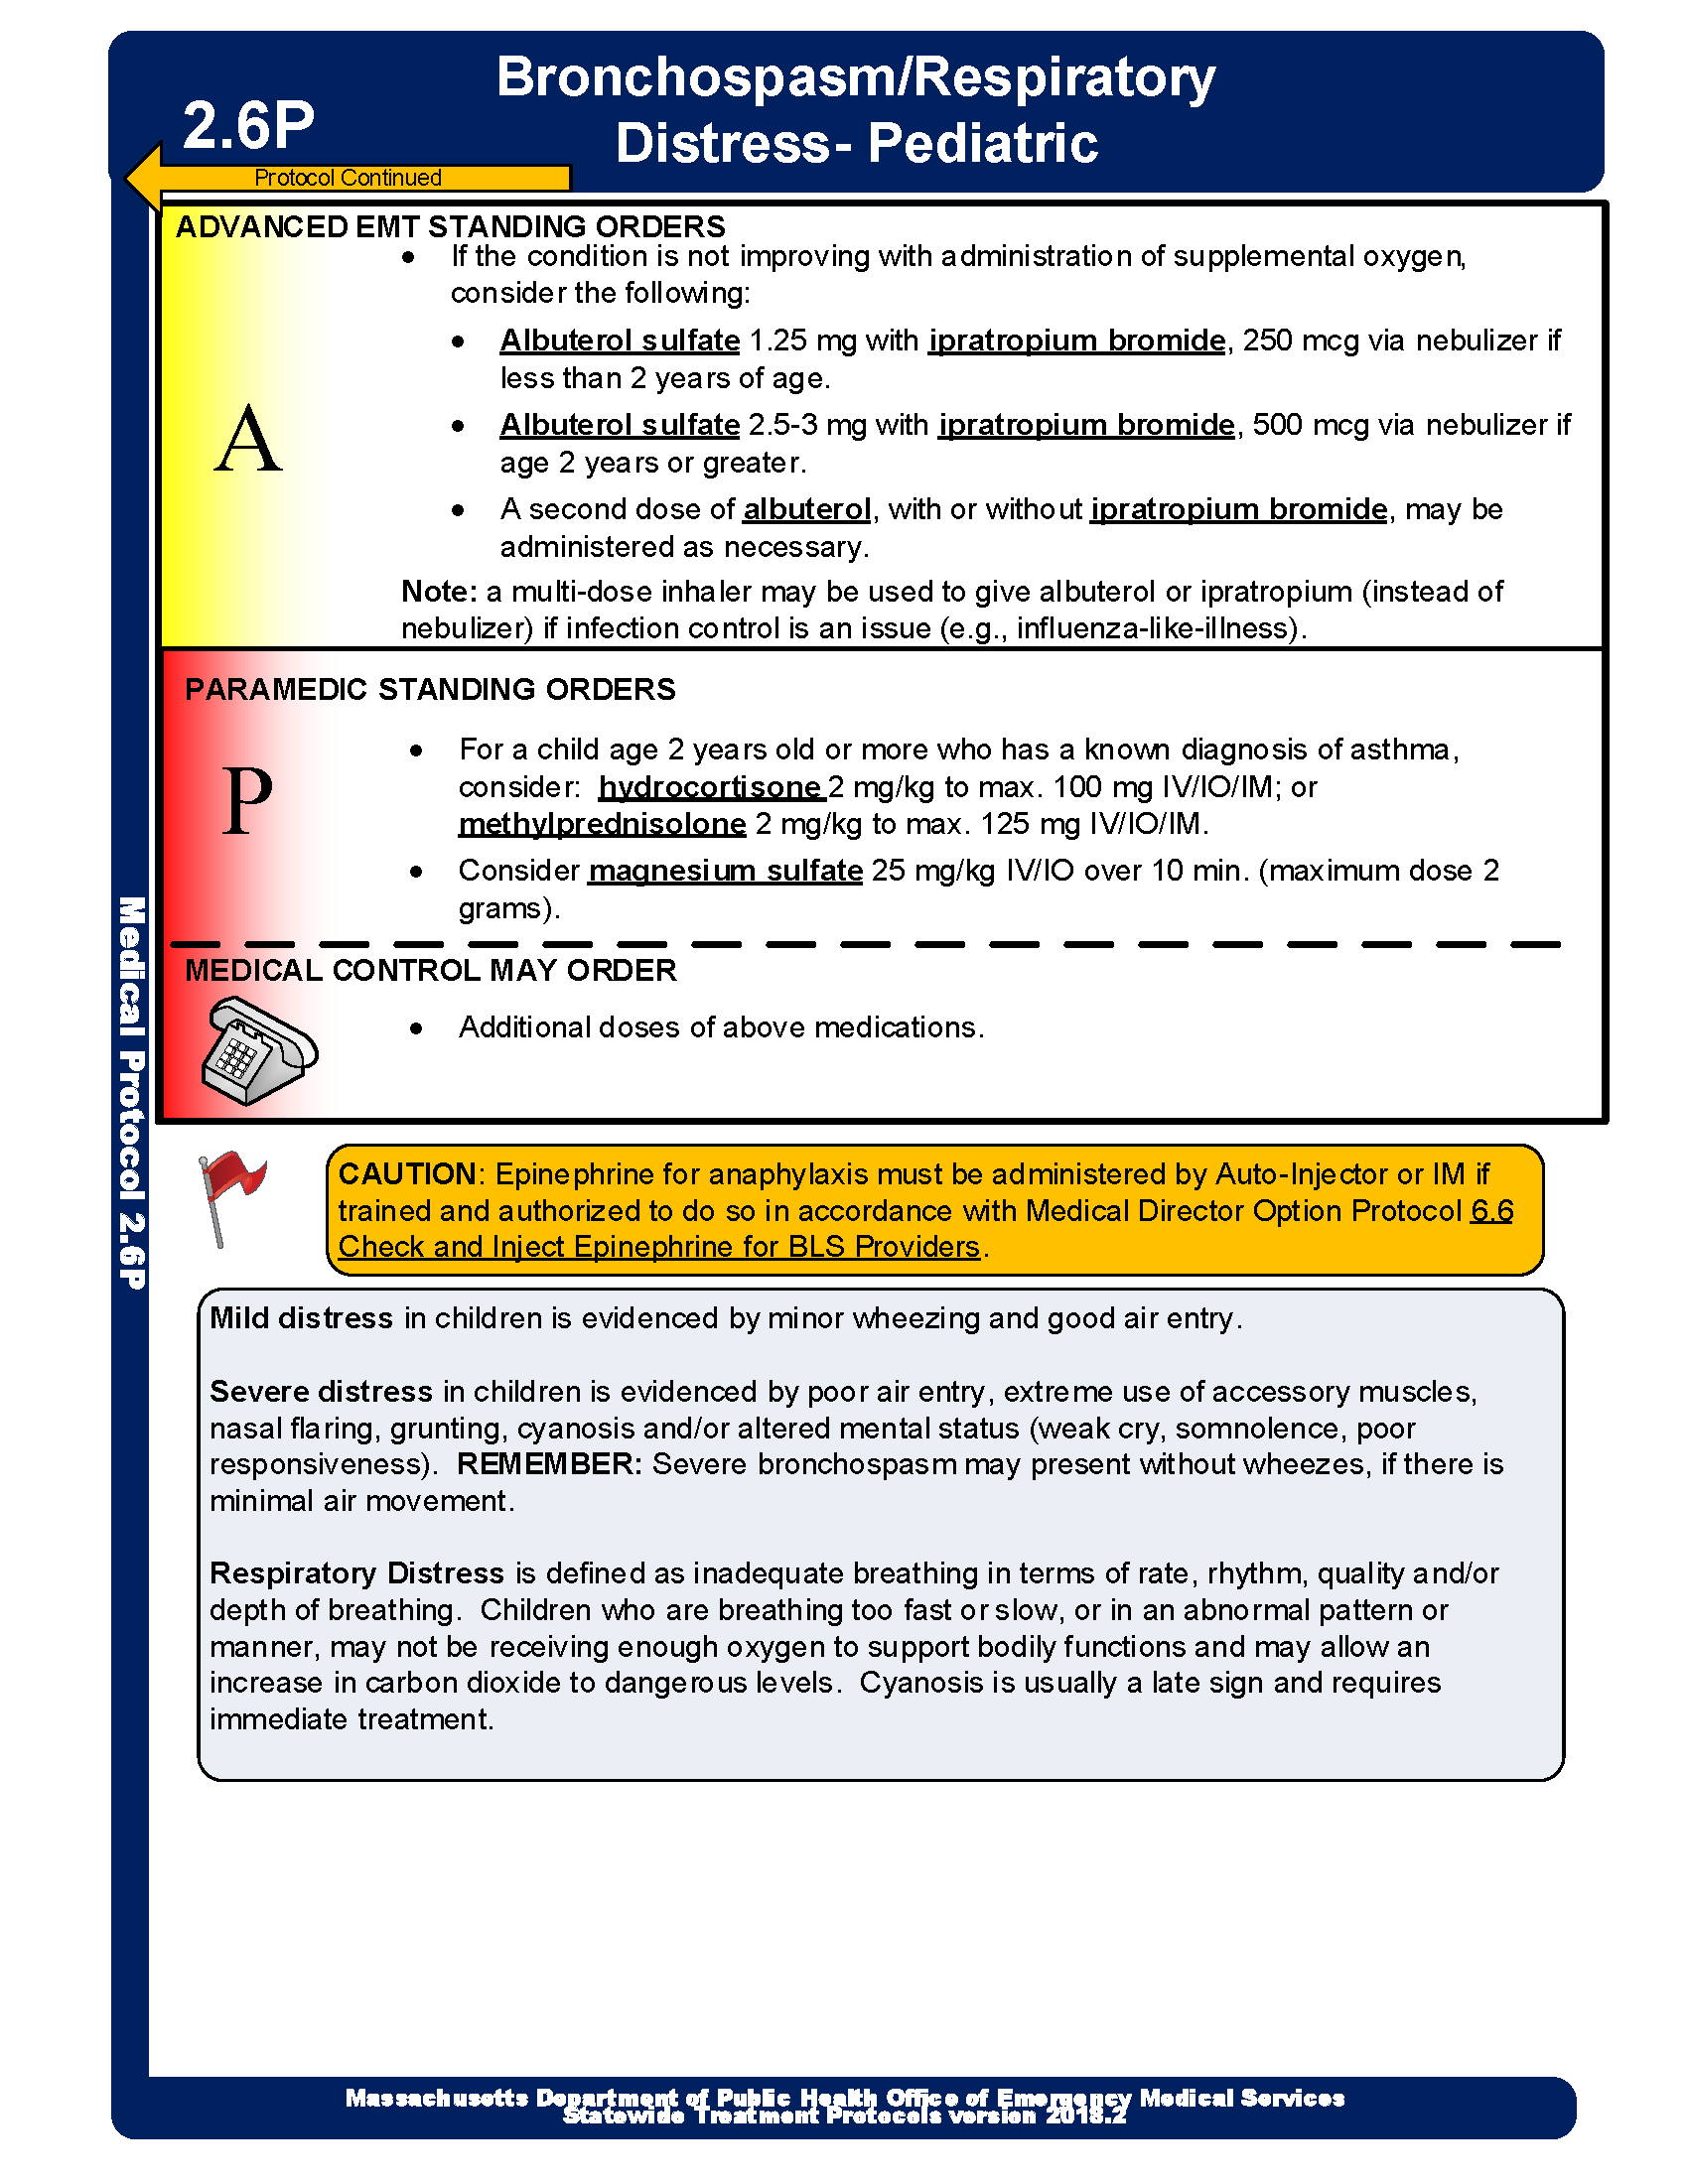 Bronchospasm/Respiratory
Distress- Pediatric
2.6P
Protocol Continued
ADVANCED EMT STANDING ORDERS
• If the condition is not improving with administration of supplemental oxygen,
consider the following:
• Albuterol sulfate 1.25 mg with ipratropium bromide, 250 mcg via nebulizer if
less than 2 years of age.
• Albuterol sulfate 2.5-3 mg with ipratropium bromide, 500 mcg via nebulizer if
age 2 years or greater.
• A second dose of albuterol, with or without ipratropium bromide, may be
administered as necessary.
Note: a multi-dose inhaler may be used to give albuterol or ipratropium (instead of
nebulizer) if infection control is an issue (e.g., influenza-like-illness).
A
PARAMEDIC STANDING ORDERS
• For a child age 2 years old or more who has a known diagnosis of asthma,
consider: hydrocortisone 2 mg/kg to max. 100 mg IV/IO/IM; or
methylprednisolone 2 mg/kg to max. 125 mg IV/IO/IM.
• Consider magnesium sulfate 25 mg/kg IV/IO over 10 min. (maximum dose 2
grams).
P
MEDICAL CONTROL MAY ORDER
• Additional doses of above medications.
CAUTION: Epinephrine for anaphylaxis must be administered by Auto-Injector or IM if
trained and authorized to do so in accordance with Medical Director Option Protocol 6.6
Check and Inject Epinephrine for BLS Providers.
Mild distress in children is evidenced by minor wheezing and good air entry.
Severe distress in children is evidenced by poor air entry, extreme use of accessory muscles,
nasal flaring, grunting, cyanosis and/or altered mental status (weak cry, somnolence, poor
responsiveness). REMEMBER: Severe bronchospasm may present without wheezes, if there is
minimal air movement.
Respiratory Distress is defined as inadequate breathing in terms of rate, rhythm, quality and/or
depth of breathing. Children who are breathing too fast or slow, or in an abnormal pattern or
manner, may not be receiving enough oxygen to support bodily functions and may allow an
increase in carbon dioxide to dangerous levels. Cyanosis is usually a late sign and requires
immediate treatment.
Medical Protocol 2.6P
Massachusetts Department of Public Health Office of Emergency Medical Services
Statewide Treatment Protocols version 2018.2